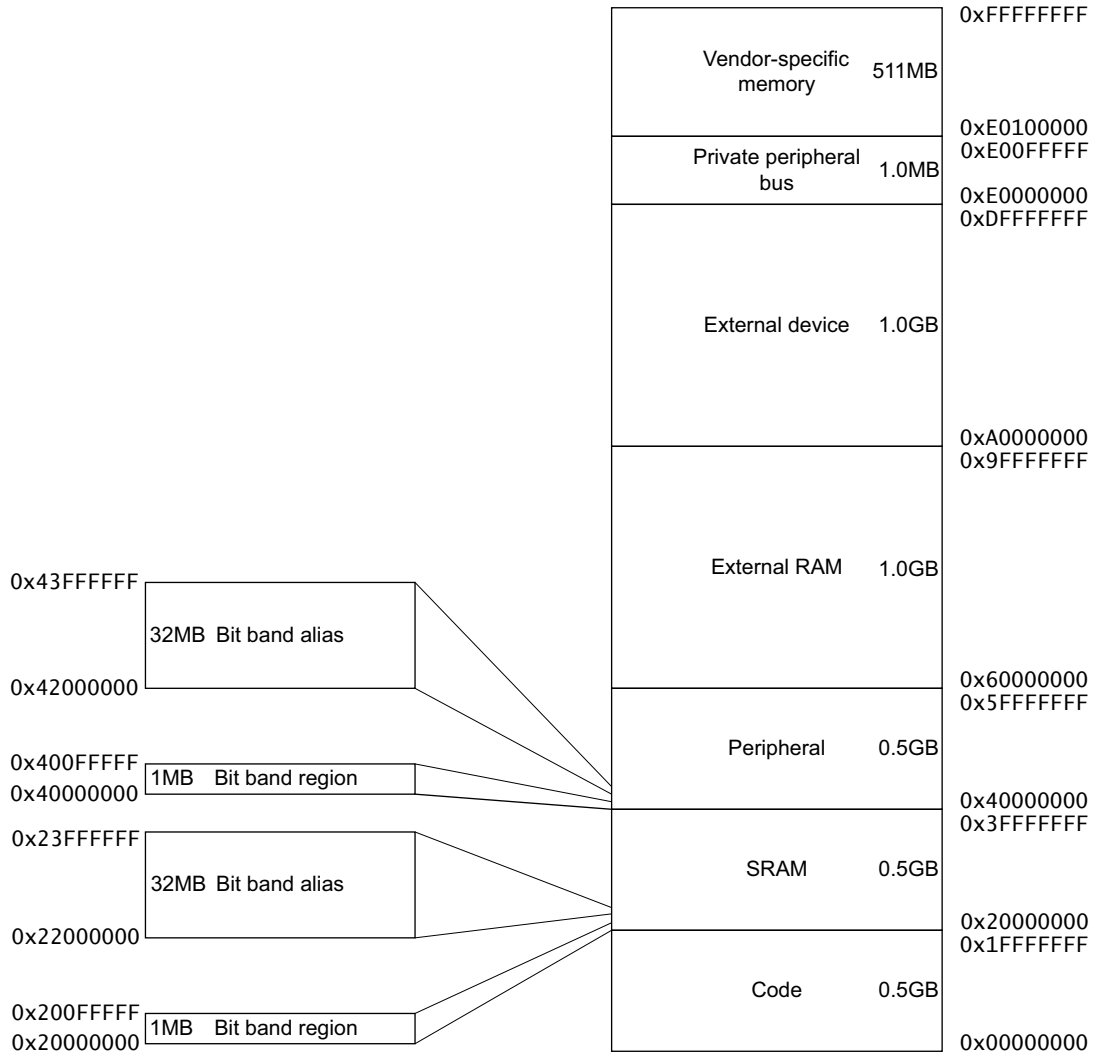 0xFFFFFFFF
Vendor-specific
memory
511MB
0xE0100000
0xE00FFFFF
Private peripheral
bus
1.0MB
0xE0000000
0xDFFFFFFF
External device 1.0GB
0xA0000000
0x9FFFFFFF
External RAM 1.0GB
0x60000000
0x5FFFFFFF
Peripheral 0.5GB
0x40000000
0x3FFFFFFF
SRAM 0.5GB
0x20000000
0x1FFFFFFF
Code 0.5GB
0x00000000
0x43FFFFFF
32MB Bit band alias
0x42000000
0x400FFFFF
1MB Bit band region
0x40000000
0x23FFFFFF
32MB Bit band alias
0x22000000
0x200FFFFF
1MB Bit band region
0x20000000